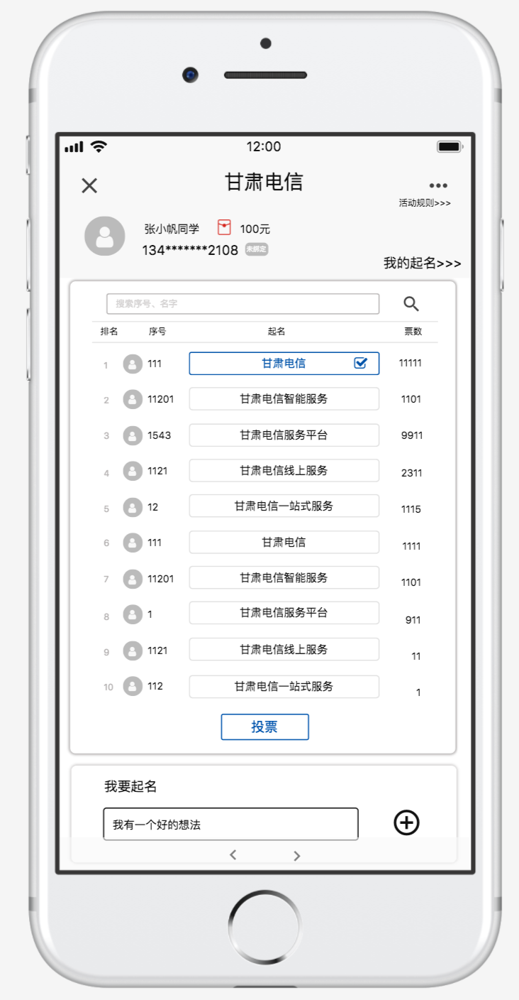 12:00
甘肃电信
活动规则>>>
张小帆同学 100元
134*******2108 未绑定
我的起名>>>
搜索序号、名字
排名 序号 起名 票数
1 111 甘肃电信 11111
2 11201 甘肃电信智能服务 1101
3 1543 甘肃电信服务平台 9911
4 1121 甘肃电信线上服务 2311
5 12 甘肃电信一站式服务 1115
6 111 甘肃电信 1111
7 11201 甘肃电信智能服务 1101
8 1 甘肃电信服务平台 911
9 1121 甘肃电信线上服务 11
10 112 甘肃电信一站式服务 1
投票
我要起名
我有一个好的想法